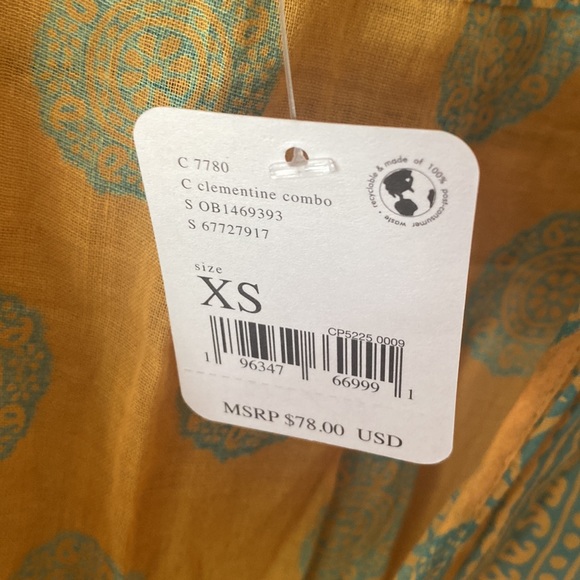 C 7780
C clementine combo
S OB1469393
S 67727917
recyclable & made of 100% post-consumer waste •
size
XS
CP5225 0009
1 96347 66999 1
MSRP $78.00 USD